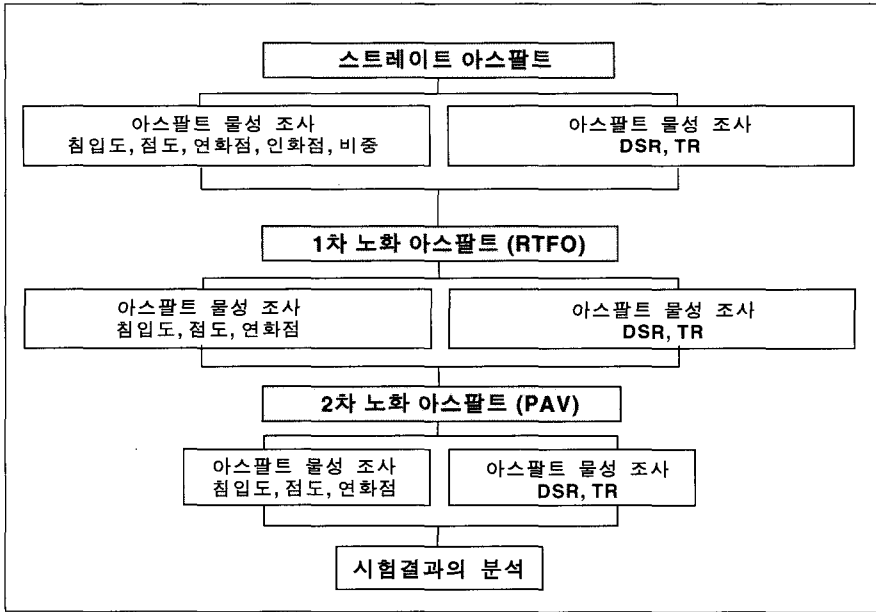 스트레이트 아스팔트
아스팔트 물성 조사
침입도, 점도, 연화점, 인화점, 비중
아스팔트 물성 조사
DSR, TR
1차 노화 아스팔트 (RTFO)
아스팔트 물성 조사
침입도, 점도, 연화점
아스팔트 물성 조사
DSR, TR
2차 노화 아스팔트 (PAV)
아스팔트 물성 조사
침입도, 점도, 연화점
아스팔트 물성 조사
DSR, TR
시험결과의 분석